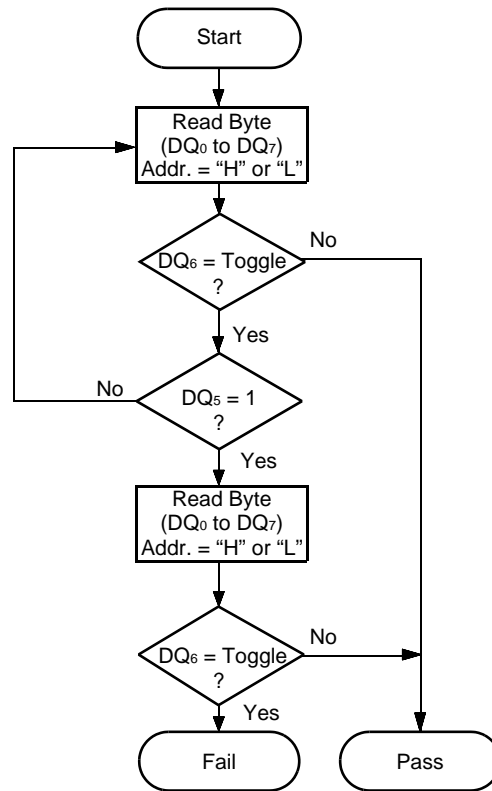 Start
Read Byte
(DQ0 to DQ7)
Addr. = “H” or “L”
No
DQ6 = Toggle
?
Yes
No
DQ5 = 1
?
Yes
Read Byte
(DQ0 to DQ7)
Addr. = “H” or “L”
No
DQ6 = Toggle
?
Yes
Fail
Pass